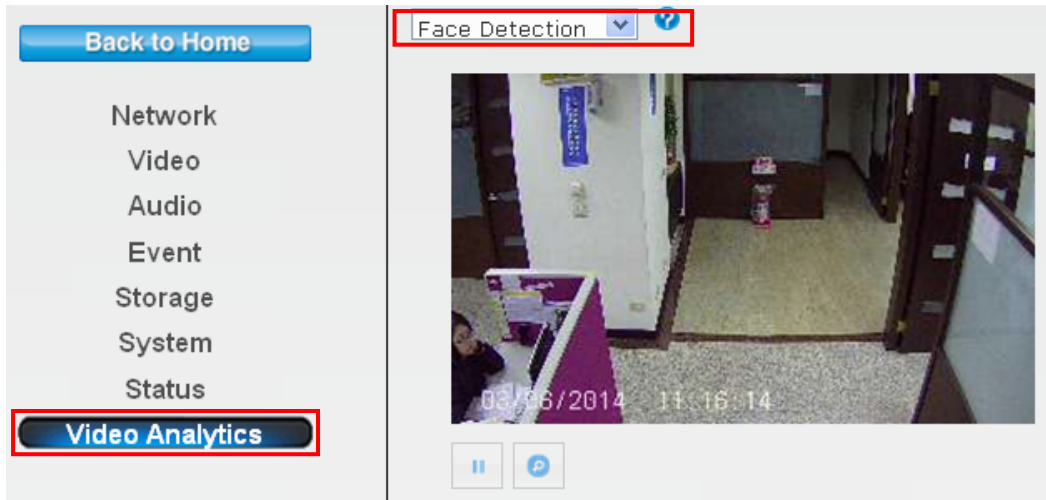 Back to Home
Network
Video
Audio
Event
Storage
System
Status
Video Analytics
Face Detection
?
03/06/2014 11:16:14